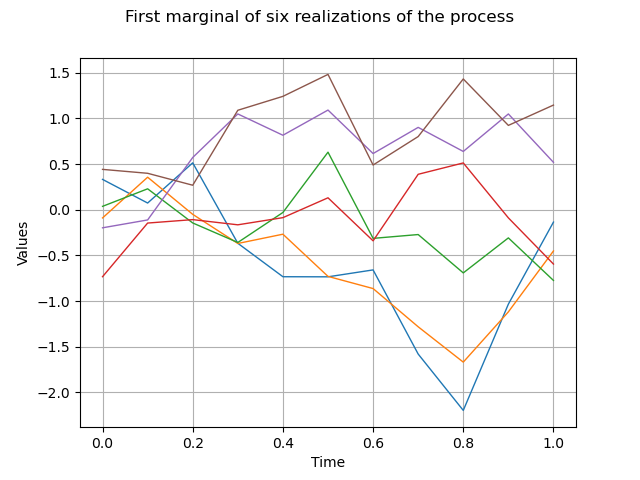 First marginal of six realizations of the process
1.5
1.0
0.5
0.0
−0.5
−1.0
−1.5
−2.0
Values
0.0 0.2 0.4 0.6 0.8 1.0
Time